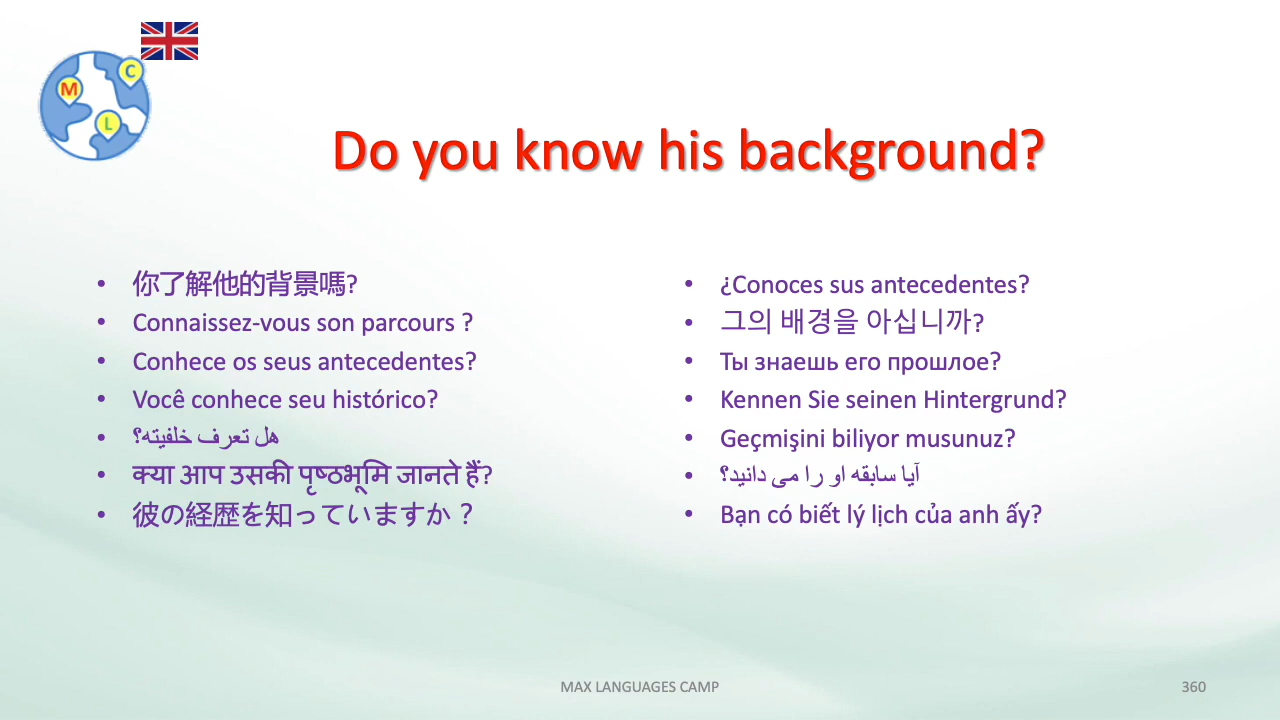 C
M
L
Do you know his background?
• 你了解他的背景嗎?
• Connaissez-vous son parcours ?
• Conhece os seus antecedentes?
• Você conhece seu histórico?
• هل تعرف خلفيته؟
• क्या आप उसकी पृष्ठभूमि जानते हैं?
• 彼の経歴を知っていますか？
• ¿Conoces sus antecedentes?
• 그의 배경을 아십니까?
• Ты знаешь его прошлое?
• Kennen Sie seinen Hintergrund?
• Geçmişini biliyor musunuz?
• آیا سابقه او را می دانید؟
• Bạn có biết lý lịch của anh ấy?
MAX LANGUAGES CAMP
360